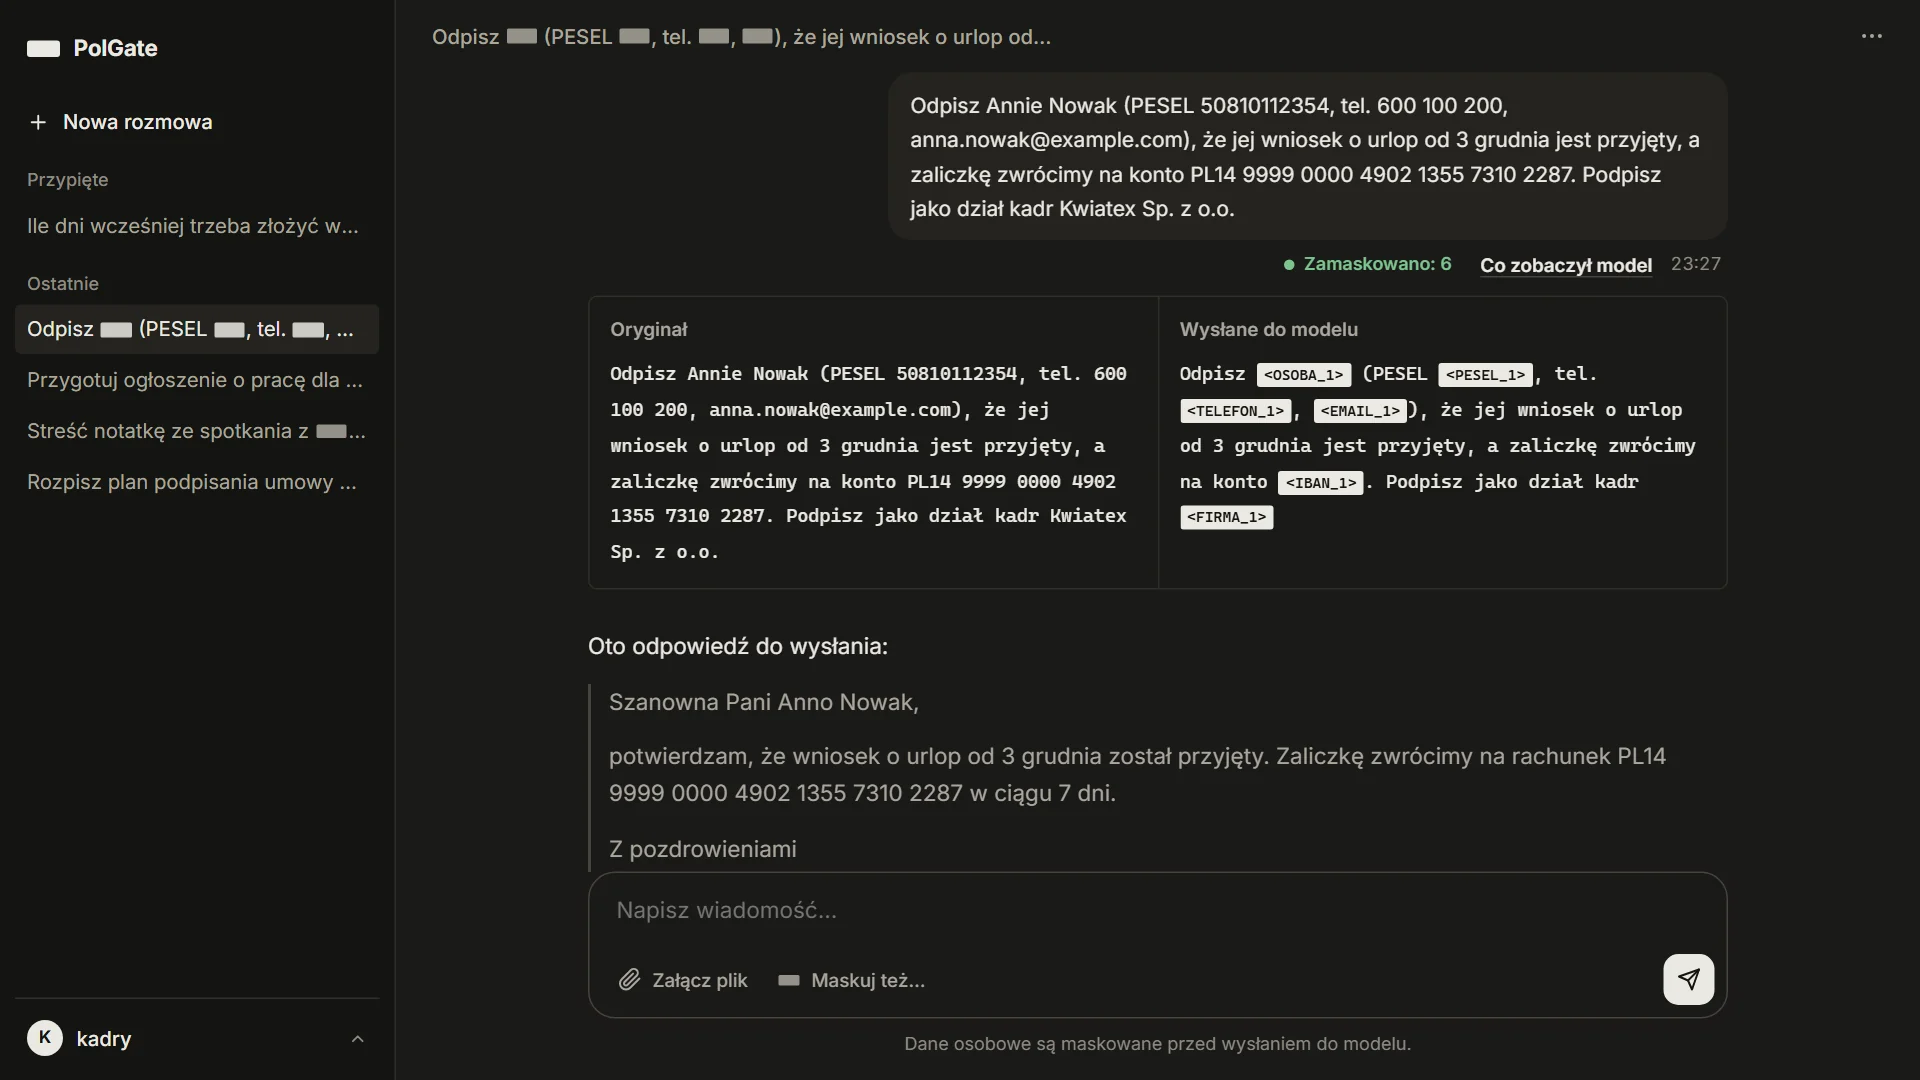 PolGate
Nowa rozmowa
Przypięte
Ile dni wcześniej trzeba złożyć w...
Ostatnie
Odpisz (PESEL , tel. , ...
Przygotuj ogłoszenie o pracę dla ...
Streść notatkę ze spotkania z ...
Rozpisz plan podpisania umowy ...
K kadry
Odpisz (PESEL , tel. , ), że jej wniosek o urlop od...
Odpisz Annie Nowak (PESEL 50810112354, tel. 600 100 200,
anna.nowak@example.com), że jej wniosek o urlop od 3 grudnia jest przyjęty, a
zaliczkę zwrócimy na konto PL14 9999 0000 4902 1355 7310 2287. Podpisz
jako dział kadr Kwiatex Sp. z o.o.
Zamaskowano: 6 Co zobaczył model 23:27
Oryginał
Odpisz Annie Nowak (PESEL 50810112354, tel. 600
100 200, anna.nowak@example.com), że jej
wniosek o urlop od 3 grudnia jest przyjęty, a
zaliczkę zwrócimy na konto PL14 9999 0000 4902
1355 7310 2287. Podpisz jako dział kadr Kwiatex
Sp. z o.o.
Wysłane do modelu
Odpisz <OSOBA_1> (PESEL <PESEL_1>, tel.
<TELEFON_1>, <EMAIL_1>), że jej wniosek o urlop
od 3 grudnia jest przyjęty, a zaliczkę zwrócimy
na konto <IBAN_1>. Podpisz jako dział kadr
<FIRMA_1>
Oto odpowiedź do wysłania:
Szanowna Pani Anno Nowak,
potwierdzam, że wniosek o urlop od 3 grudnia został przyjęty. Zaliczkę zwrócimy na rachunek PL14
9999 0000 4902 1355 7310 2287 w ciągu 7 dni.
Z pozdrowieniami
Napisz wiadomość...
Załącz plik Maskuj też...
Dane osobowe są maskowane przed wysłaniem do modelu.